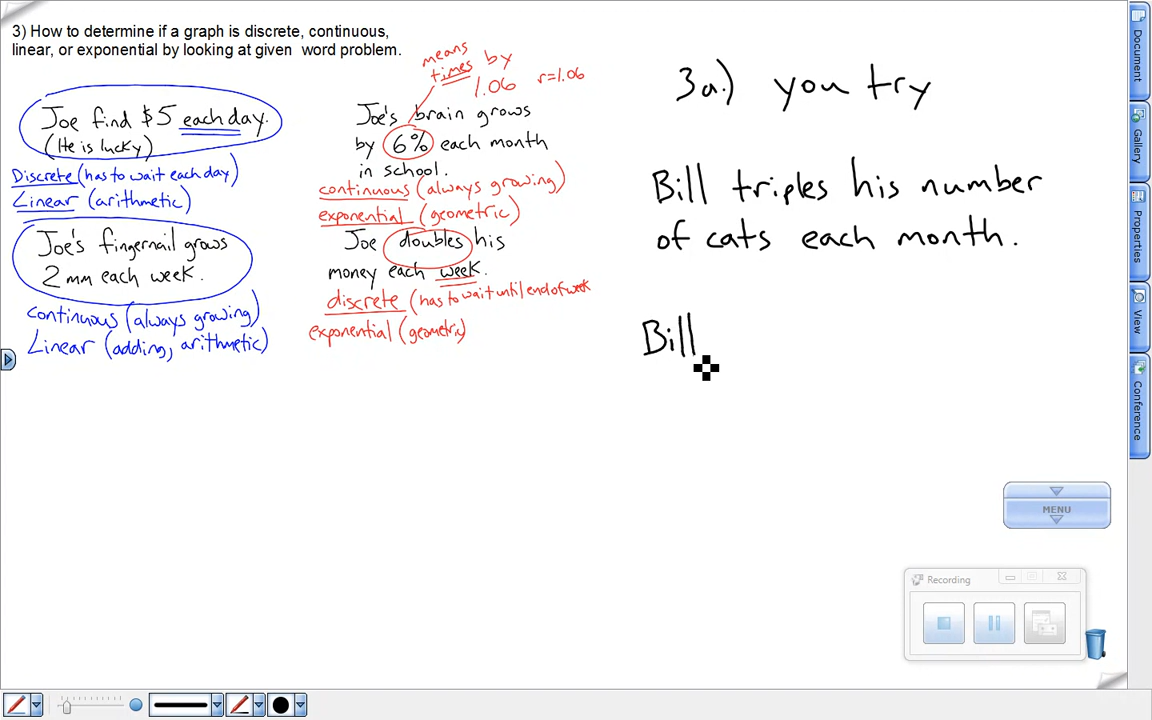 3) How to determine if a graph is discrete, continuous,
linear, or exponential by looking at given word problem.
means
times by
1.06 r=1.06
Joe find $5 each day.
(He is lucky)
Discrete (has to wait each day)
Linear (arithmetic)
Joe's fingernail grows
2 mm each week.
continuous (always growing)
Linear (adding, arithmetic)
Joe's brain grows
by 6% each month
in school.
continuous (always growing)
exponential (geometric)
Joe doubles his
money each week.
discrete (has to wait until end of week
exponential (geometric)
3a.) you try
Bill triples his number
of cats each month.
Bill
Document
Gallery
Properties
View
Conference
MENU
Recording